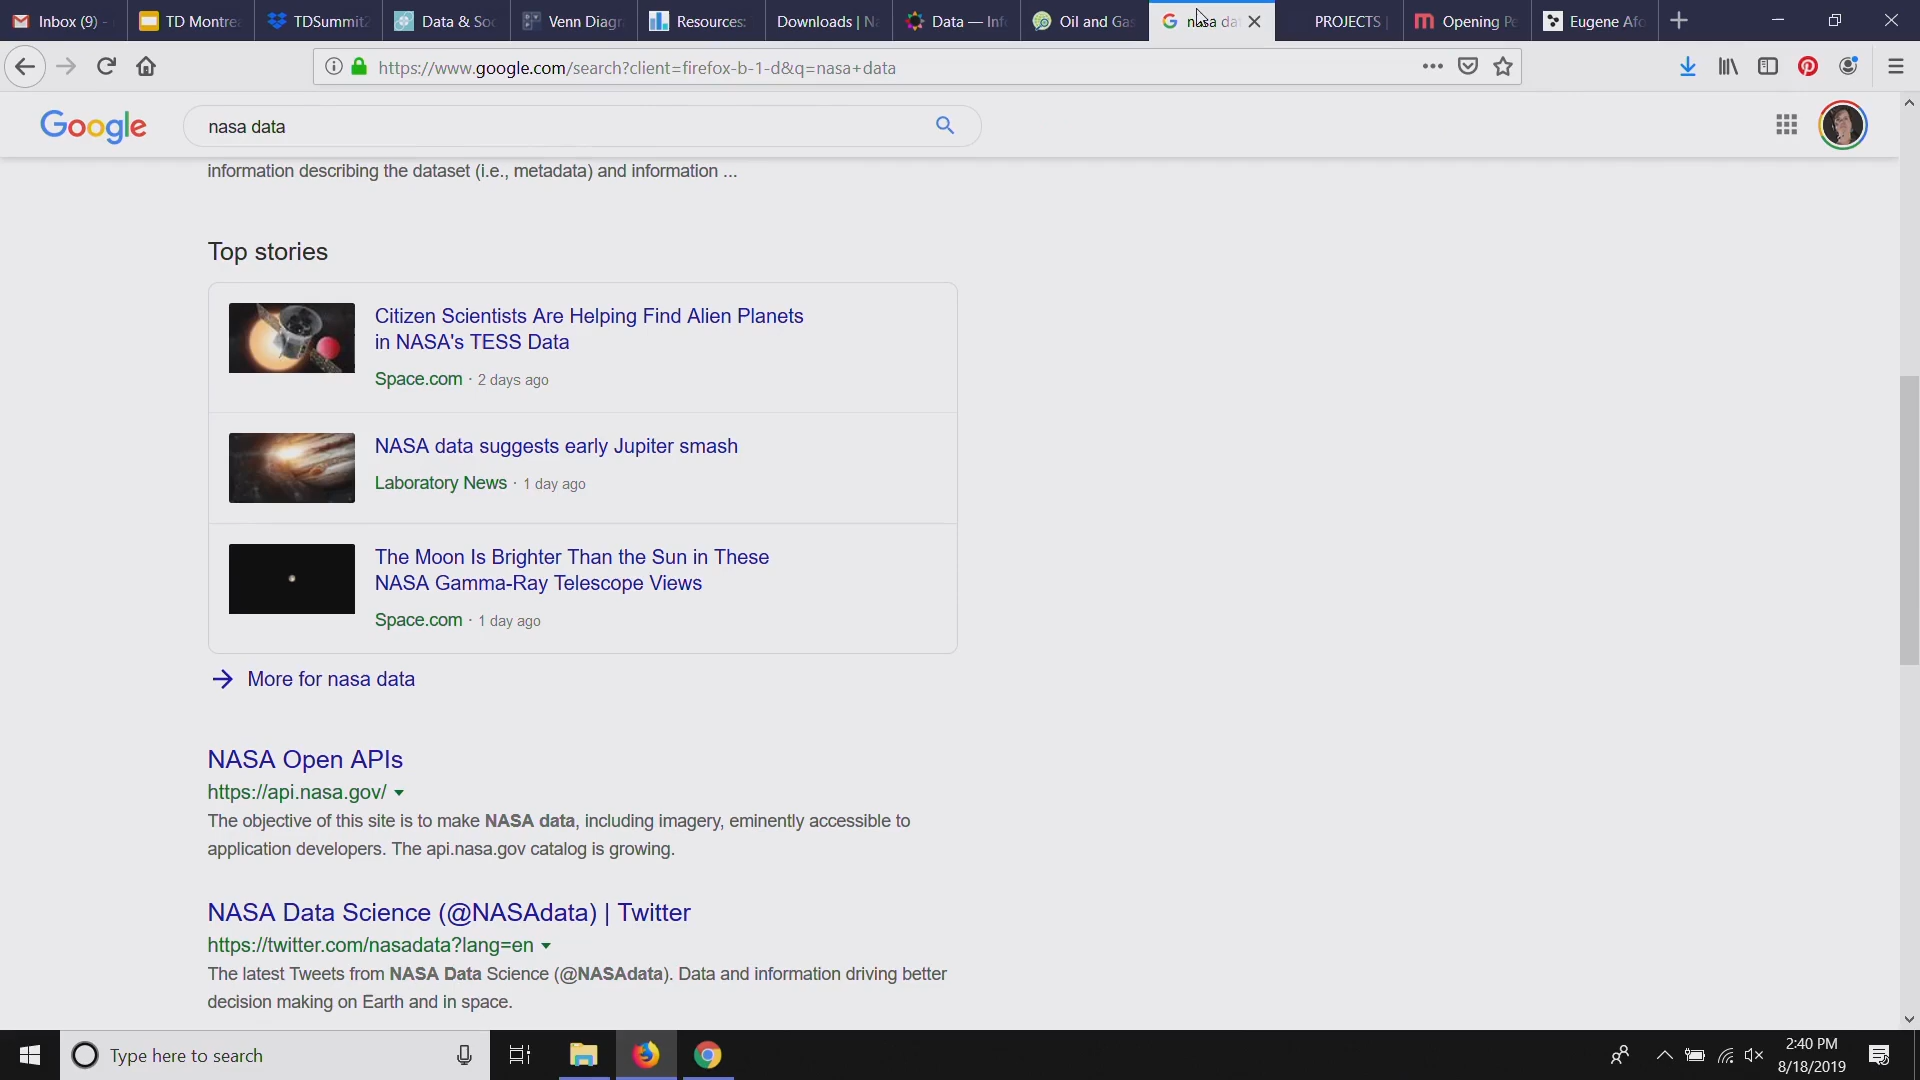 Inbox (9) -
TD Montre
TDSummit2
Data & Soc
Venn Diagr
Resources:
Downloads | N
Data — Inf
Oil and Gas
nasa dat
PROJECTS |
Opening Pe
Eugene Afo
https://www.google.com/search?client=firefox-b-1-d&q=nasa+data
Google
nasa data
information describing the dataset (i.e., metadata) and information ...
Top stories
Citizen Scientists Are Helping Find Alien Planets
in NASA's TESS Data
Space.com · 2 days ago
NASA data suggests early Jupiter smash
Laboratory News · 1 day ago
The Moon Is Brighter Than the Sun in These
NASA Gamma-Ray Telescope Views
Space.com · 1 day ago
More for nasa data
NASA Open APIs
https://api.nasa.gov/
The objective of this site is to make NASA data, including imagery, eminently accessible to
application developers. The api.nasa.gov catalog is growing.
NASA Data Science (@NASAdata) | Twitter
https://twitter.com/nasadata?lang=en
The latest Tweets from NASA Data Science (@NASAdata). Data and information driving better
decision making on Earth and in space.
Type here to search
2:40 PM
8/18/2019